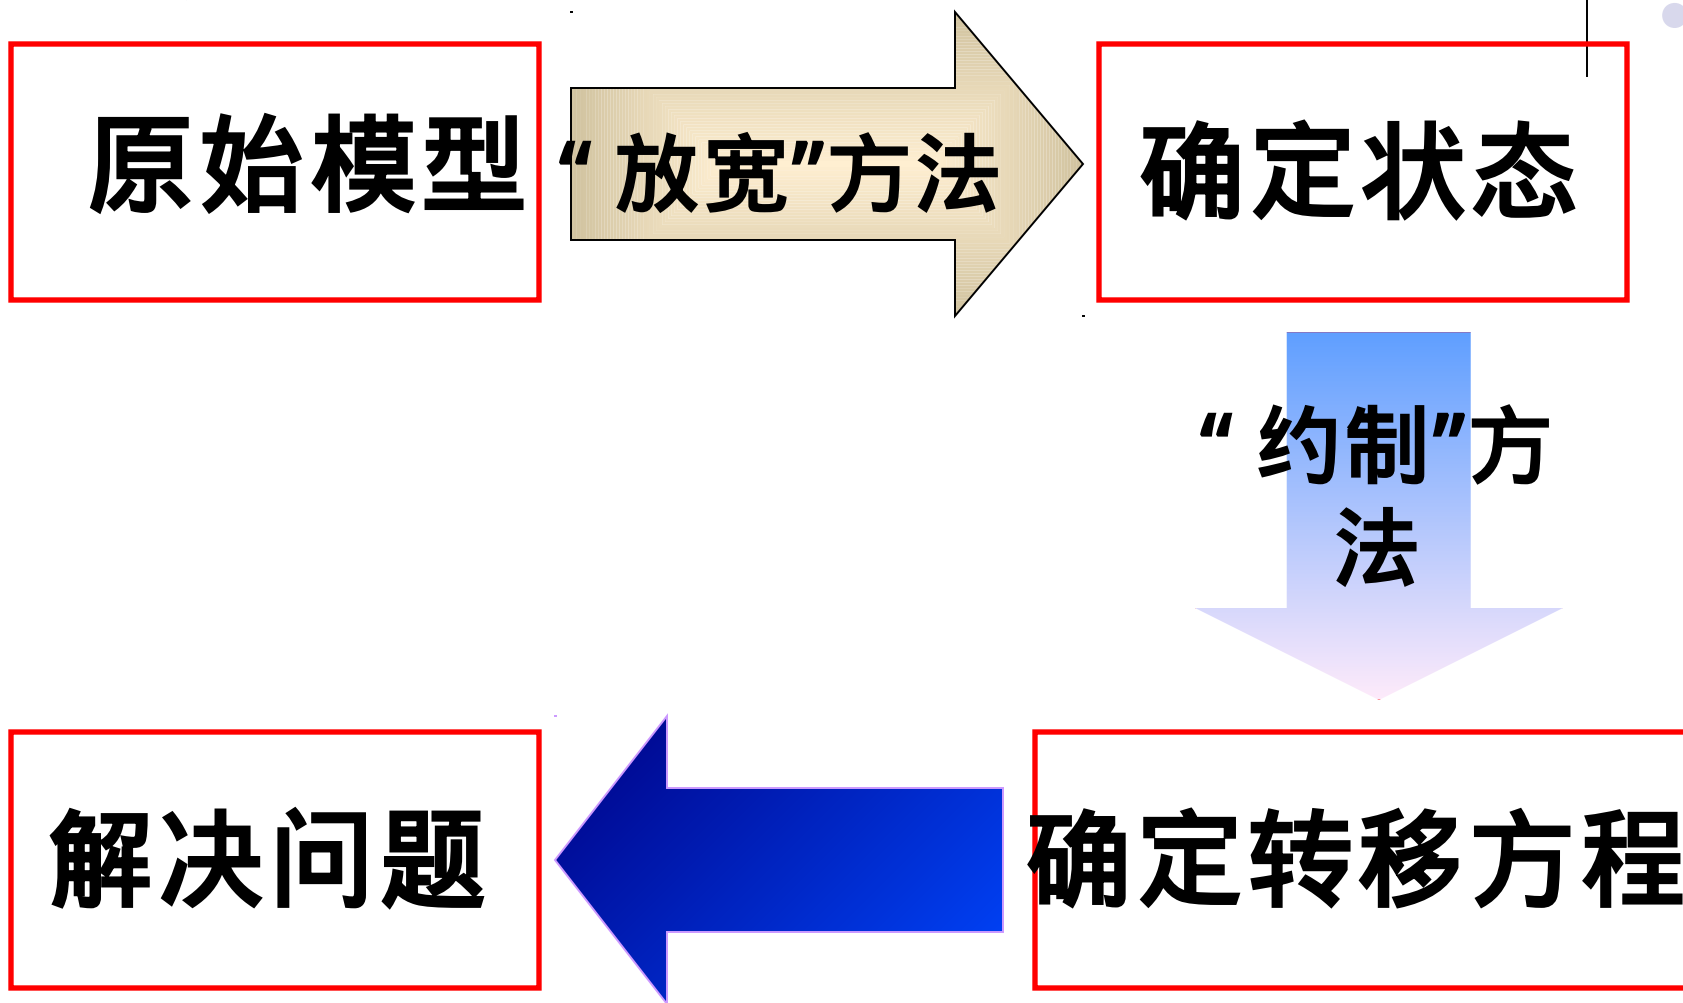 原始模型
“ 放宽”方法
确定状态
“ 约制”方
法
解决问题
确定转移方程